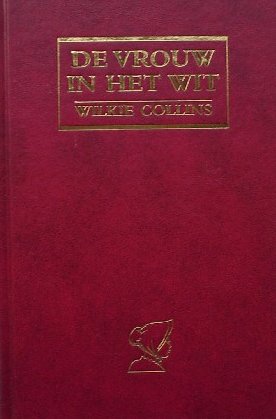 DE VROUW
IN HET WIT
WILKIE COLLINS